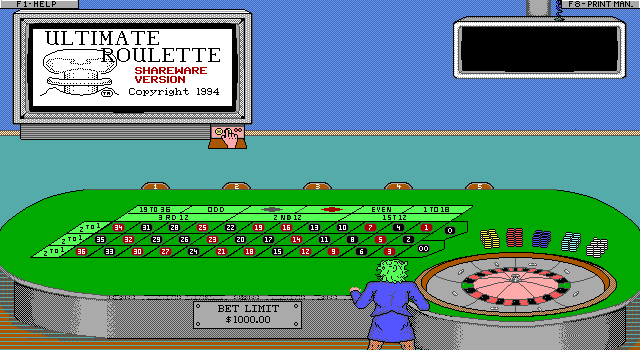 F1-HELP
F8-PRINT MAN.
ULTIMATE
ROULETTE
SHAREWARE
VERSION
Copyright 1994
TM
1 2 3 4 5
19 TO 36 ODD EVEN 1 TO 18
3 RD 12 2 ND 12 1 ST 12
2 TO 1 34 31 28 25 22 19 16 13 10 7 4 1 0
2 TO 1 35 32 29 26 23 20 17 14 11 8 5 2 00
2 TO 1 36 33 30 27 24 21 18 15 12 9 6 3
BET LIMIT
$1000.00